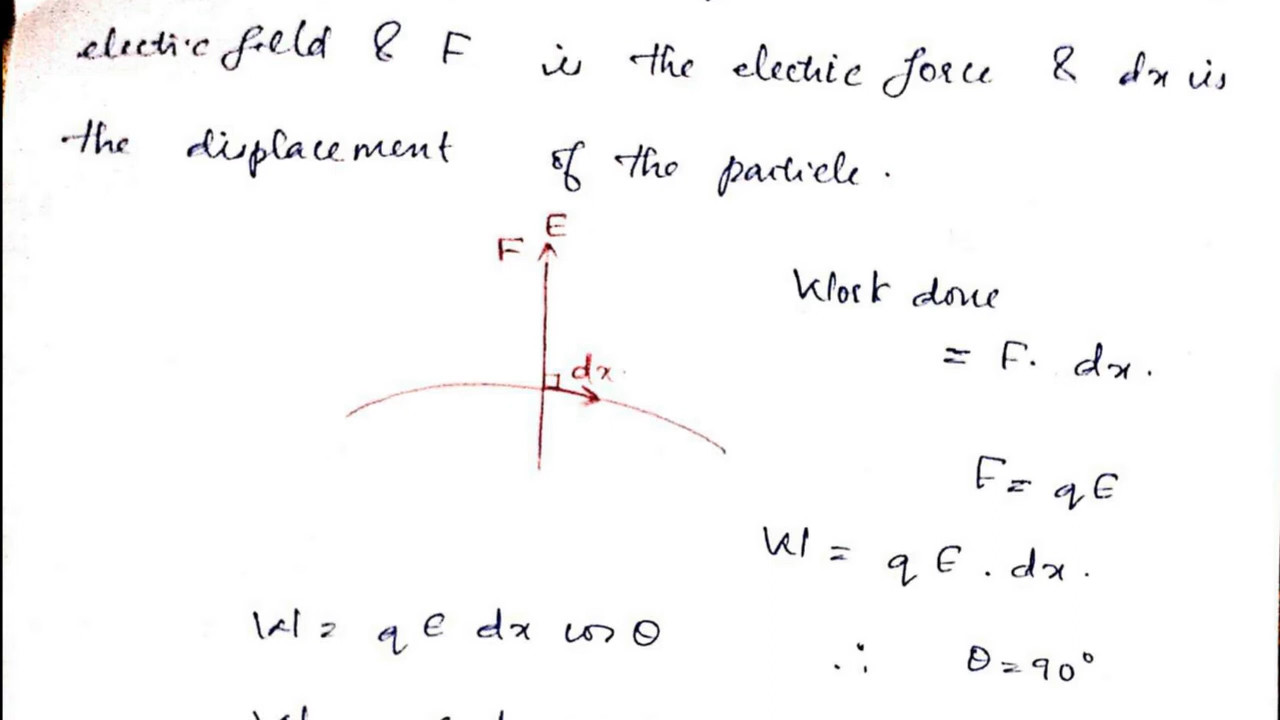 electric field & F is the electric force & dx is
the displacement of the particle.
E
F
dx.
Work done
= F. dx.
F = qE
W = qE. dx.
W = qE dx cos θ
∴ θ = 90°